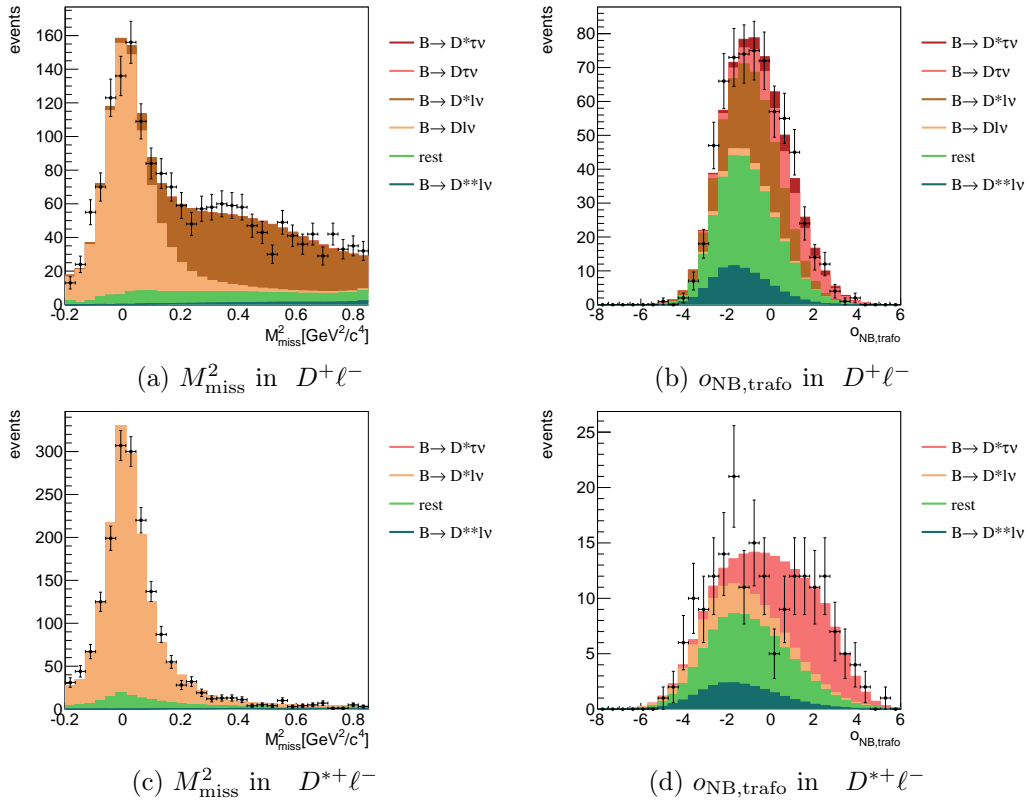 events
160
140
120
100
80
60
40
20
0
-0.2 0 0.2 0.4 0.6 0.8
M²miss[GeV²/c⁴]
B→ D*τν
B→ Dτν
B→ D*lν
B→ Dlν
rest
B→ D**lν
(a) M²miss in D⁺ℓ⁻
events
80
70
60
50
40
30
20
10
0
-8 -6 -4 -2 0 2 4 6
oNB,trafo
B→ D*τν
B→ Dτν
B→ D*lν
B→ Dlν
rest
B→ D**lν
(b) oNB,trafo in D⁺ℓ⁻
events
300
250
200
150
100
50
0
-0.2 0 0.2 0.4 0.6 0.8
M²miss[GeV²/c⁴]
B→ D*τν
B→ D*lν
rest
B→ D**lν
(c) M²miss in D*⁺ℓ⁻
events
25
20
15
10
5
0
-8 -6 -4 -2 0 2 4 6
oNB,trafo
B→ D*τν
B→ D*lν
rest
B→ D**lν
(d) oNB,trafo in D*⁺ℓ⁻